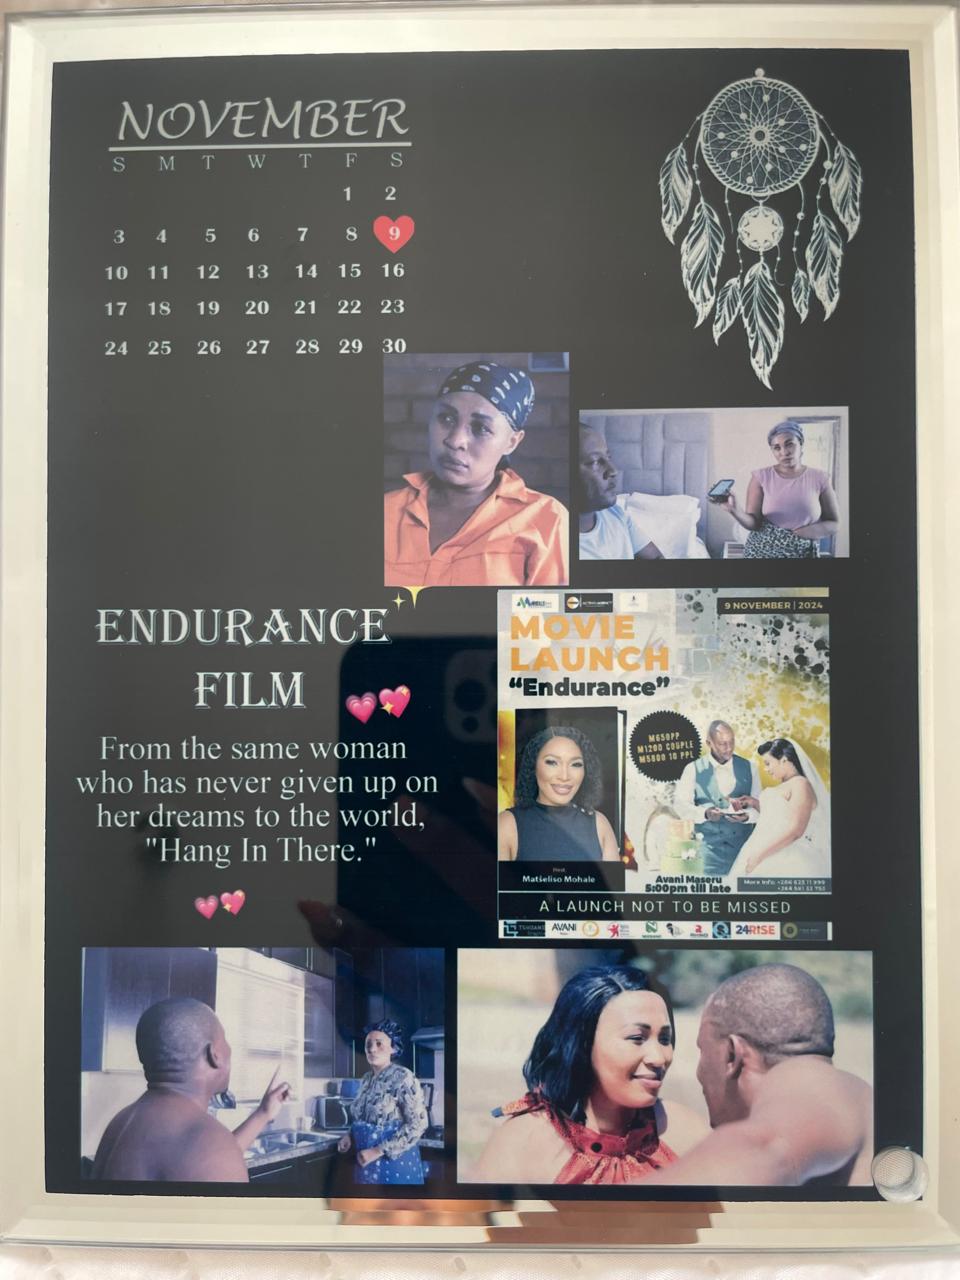 NOVEMBER
S M T W T F S
1 2
3 4 5 6 7 8 9
10 11 12 13 14 15 16
17 18 19 20 21 22 23
24 25 26 27 28 29 30
ENDURANCE
FILM
From the same woman
who has never given up on
her dreams to the world,
"Hang In There."
9 NOVEMBER | 2024
MOVIE
LAUNCH
“Endurance”
M650PP
M1200 COUPLE
M5800 10 PPL
Host
Matšeliso Mohale
Avani Maseru
5:00pm till late
More Info:
A LAUNCH NOT TO BE MISSED
AVANI
24RISE